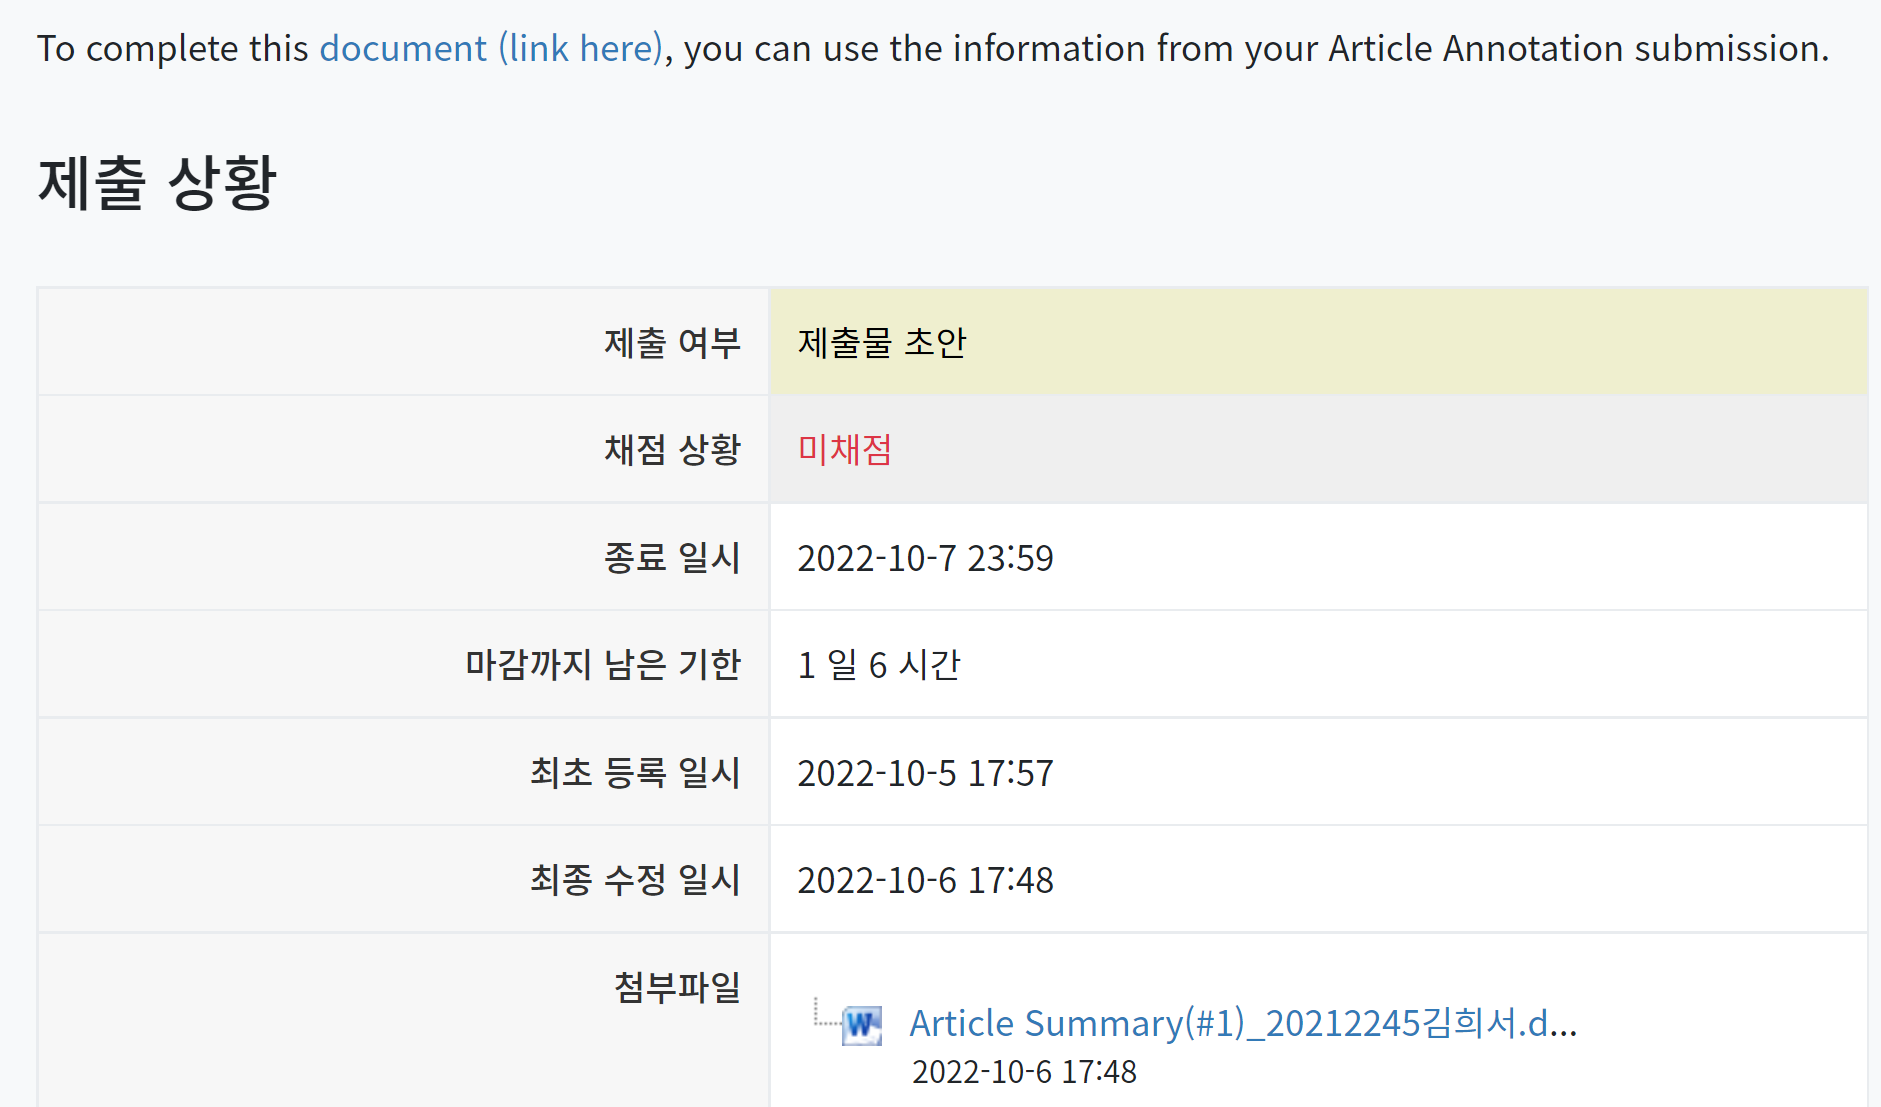 To complete this document (link here), you can use the information from your Article Annotation submission.
제출 상황
제출 여부 제출물 초안
채점 상황 미채점
종료 일시 2022-10-7 23:59
마감까지 남은 기한 1 일 6 시간
최초 등록 일시 2022-10-5 17:57
최종 수정 일시 2022-10-6 17:48
첨부파일
Article Summary(#1)_20212245김희서.d...
2022-10-6 17:48